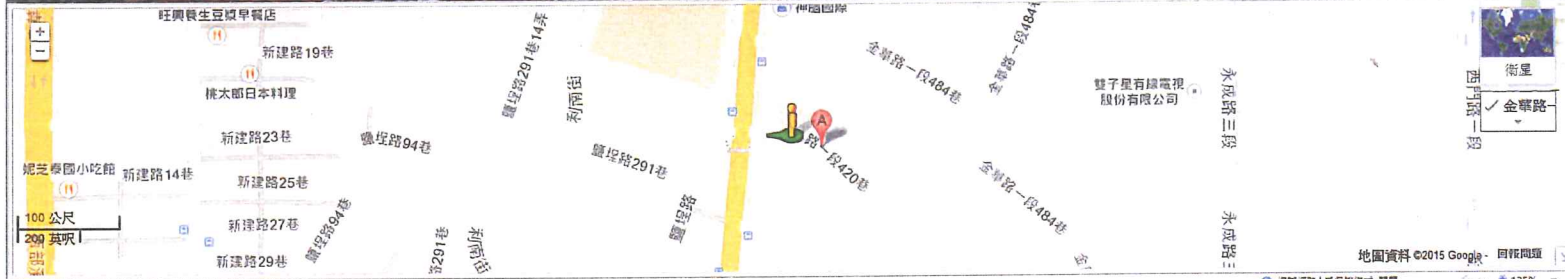 旺興養生豆漿早餐店
神腦國際
+
−
新建路19巷
鹽埕路291巷14弄
金華路一段484巷
金華路一段484
衛星
桃太郎日本料理
利南街
雙子星有線電視
股份有限公司
永成路三段
西門路一段
✓ 金華路
新建路23巷
鹽埕路94巷
A
路一段420巷
鹽埕路291巷
妮芝泰國小吃館
新建路14巷
新建路25巷
金華路一段484巷
100 公尺
200 英呎
新建路27巷
鹽埕路94巷
鹽埕路
永成路三
路291巷
利南街
新建路29巷
地圖資料 ©2015 Google - 回報問題